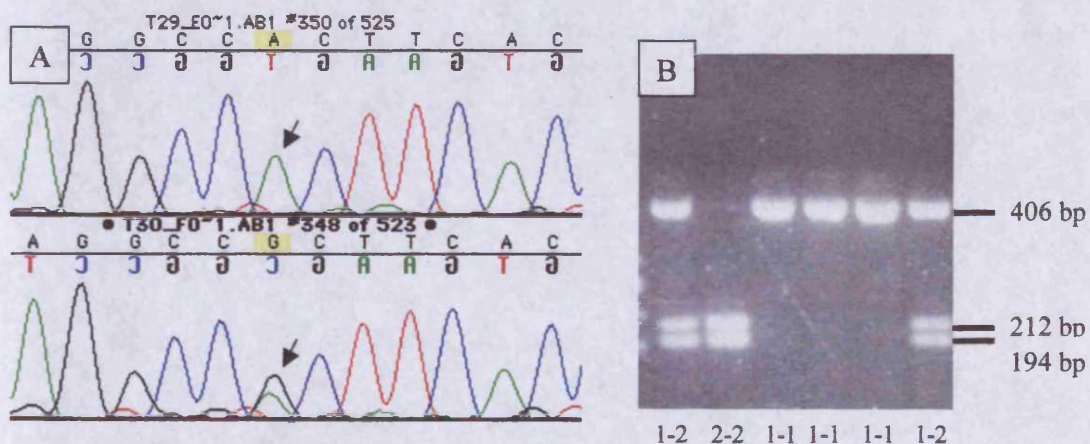 T29_E0~1.AB1 #350 of 525
A
G G C C A C T T C A C
C C G G T G A A G T G
● T30_F0~1.AB1 #348 of 523 ●
A G G C C G C T T C A C
T C C G G C G A A G T G
B
406 bp
212 bp
194 bp
1-2 2-2 1-1 1-1 1-1 1-2